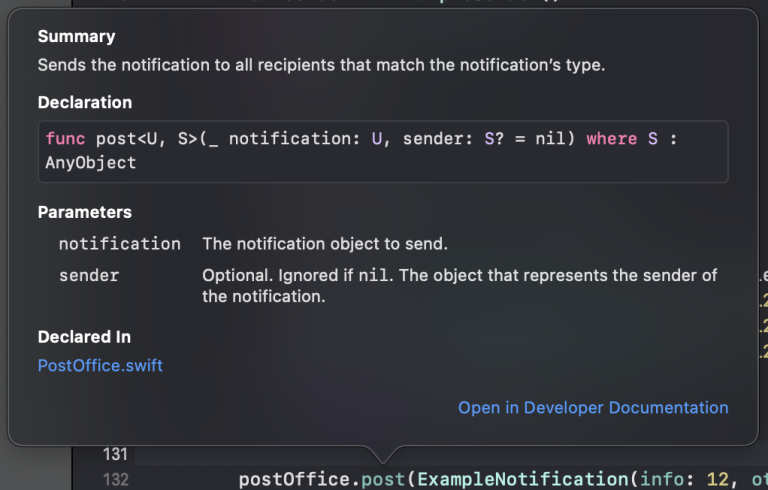 Summary
Sends the notification to all recipients that match the notification’s type.
Declaration
func post<U, S>(_ notification: U, sender: S? = nil) where S :
AnyObject
Parameters
notification The notification object to send.
sender Optional. Ignored if nil. The object that represents the sender of
the notification.
Declared In
PostOffice.swift
Open in Developer Documentation
131
132 postOffice.post(ExampleNotification(info: 12, ot